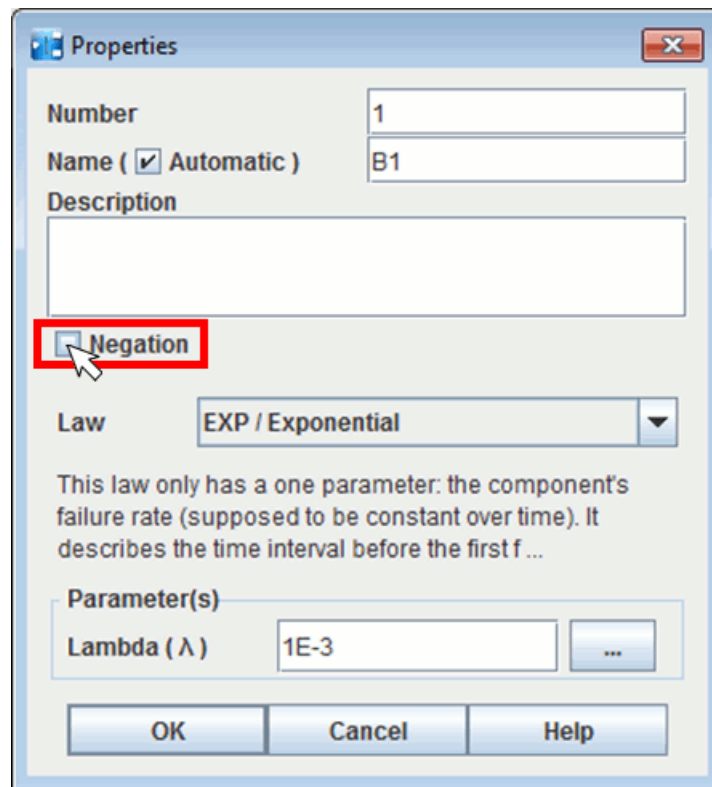 Properties
Number 1
Name ( Automatic ) B1
Description
Negation
Law EXP / Exponential
This law only has a one parameter: the component's
failure rate (supposed to be constant over time). It
describes the time interval before the first f ...
Parameter(s)
Lambda ( λ ) 1E-3 ...
OK Cancel Help